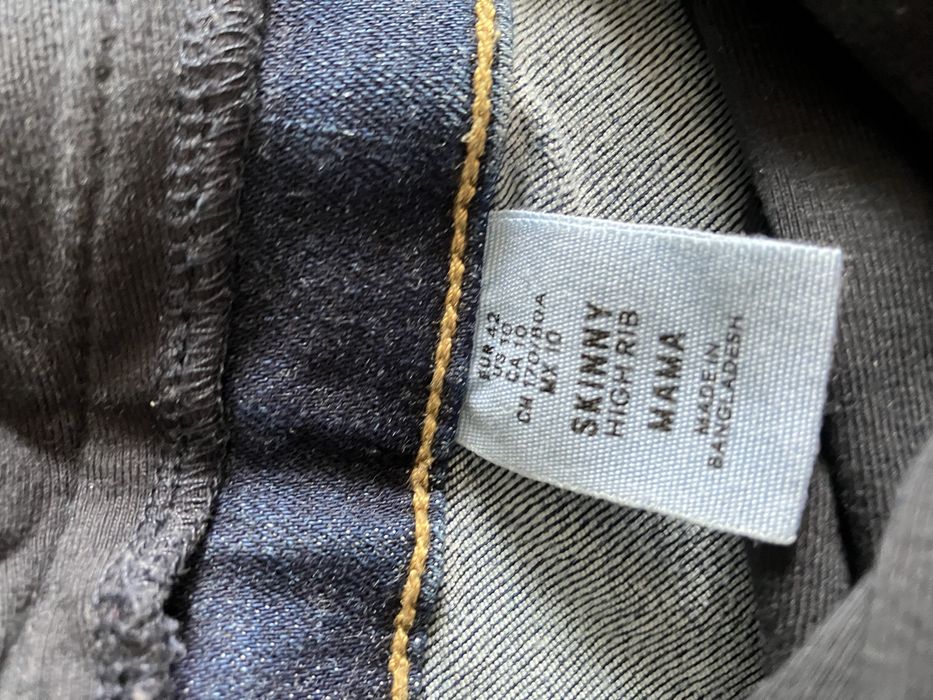 EUR 42
US 10
CA 10
CN 170/80A
MX 10
SKINNY
HIGH RIB
MAMA
MADE IN
BANGLADESH